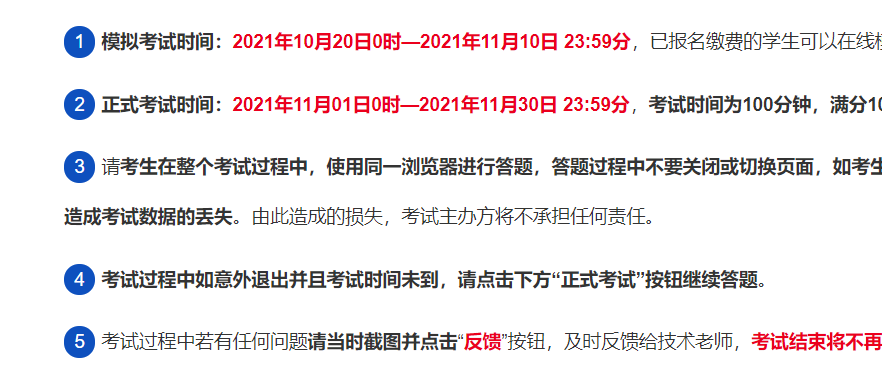 1 模拟考试时间：2021年10月20日0时—2021年11月10日 23:59分，已报名缴费的学生可以在线
2 正式考试时间：2021年11月01日0时—2021年11月30日 23:59分，考试时间为100分钟，满分10
3 请考生在整个考试过程中，使用同一浏览器进行答题，答题过程中不要关闭或切换页面，如考生
造成考试数据的丢失。由此造成的损失，考试主办方将不承担任何责任。
4 考试过程中如意外退出并且考试时间未到，请点击下方“正式考试”按钮继续答题。
5 考试过程中若有任何问题请当时截图并点击“反馈”按钮，及时反馈给技术老师，考试结束将不再